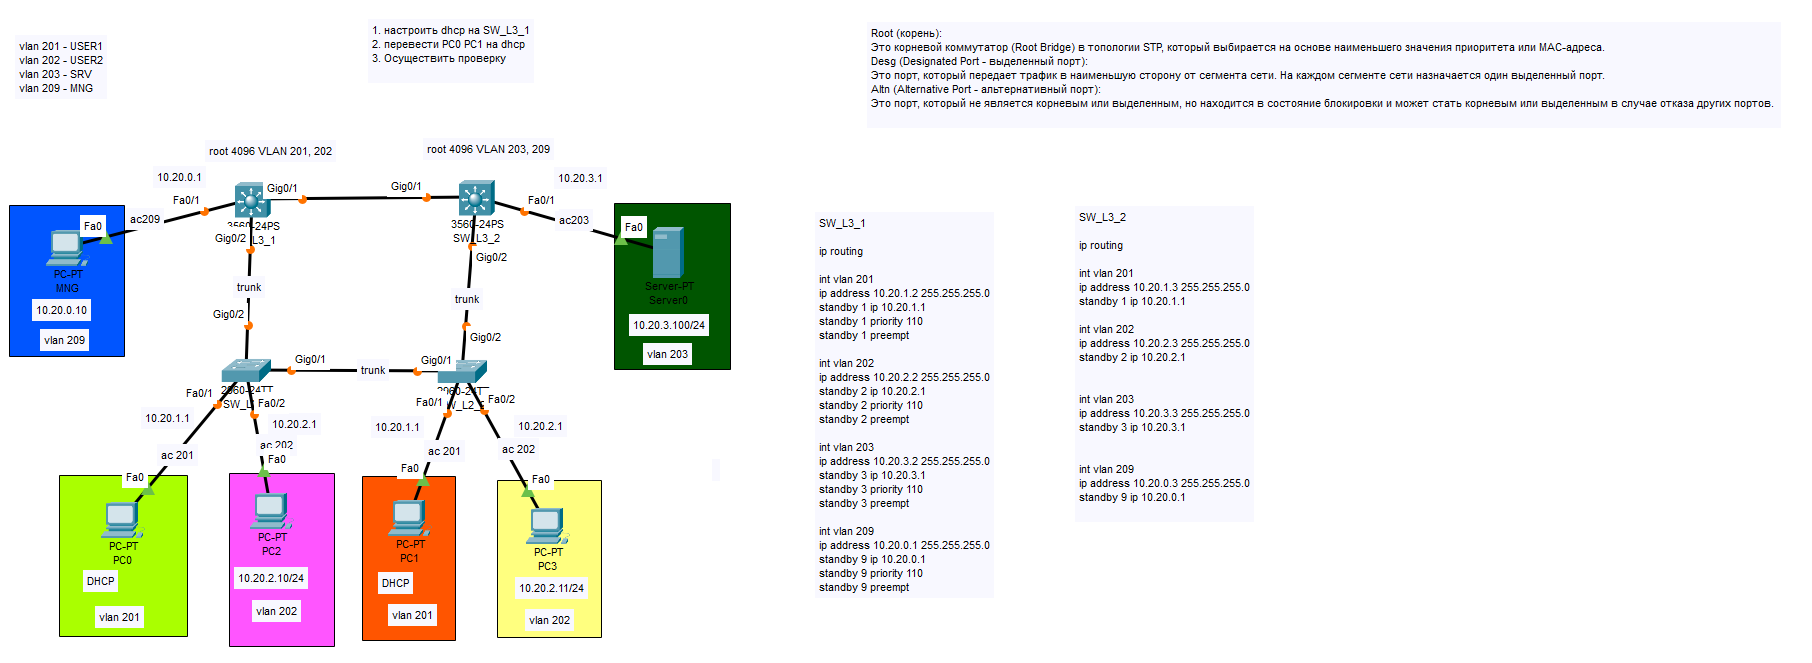 vlan 201 - USER1
vlan 202 - USER2
vlan 203 - SRV
vlan 209 - MNG
1. настроить dhcp на SW_L3_1
2. перевести PC0 PC1 на dhcp
3. Осуществить проверку
Root (корень):
Это корневой коммутатор (Root Bridge) в топологии STP, который выбирается на основе наименьшего значения приоритета или MAC-адреса.
Desg (Designated Port - выделенный порт):
Это порт, который передает трафик в наименьшую сторону от сегмента сети. На каждом сегменте сети назначается один выделенный порт.
Altn (Alternative Port - альтернативный порт):
Это порт, который не является корневым или выделенным, но находится в состояние блокировки и может стать корневым или выделенным в случае отказа других портов.
root 4096 VLAN 201, 202
root 4096 VLAN 203, 209
10.20.0.1
Fa0/1
Gig0/1
Gig0/1
10.20.3.1
Fa0/1
ac209
ac203
Fa0
Fa0
3560-24PS
L3_1
3560-24PS
SW_L3_2
Gig0/2
Gig0/2
PC-PT
MNG
10.20.0.10
vlan 209
Server-PT
Server0
10.20.3.100/24
vlan 203
trunk
trunk
Gig0/2
Gig0/2
Gig0/1
trunk
Gig0/1
2960-24TT
SW_L
2960-24TT
W_L2
Fa0/1
Fa0/2
Fa0/1
Fa0/2
10.20.1.1
10.20.2.1
10.20.1.1
10.20.2.1
ac 201
ac 202
ac 201
ac 202
Fa0
Fa0
Fa0
Fa0
PC-PT
PC0
DHCP
vlan 201
PC-PT
PC2
10.20.2.10/24
vlan 202
PC-PT
PC1
DHCP
vlan 201
PC-PT
PC3
10.20.2.11/24
vlan 202
SW_L3_1
ip routing
int vlan 201
ip address 10.20.1.2 255.255.255.0
standby 1 ip 10.20.1.1
standby 1 priority 110
standby 1 preempt
int vlan 202
ip address 10.20.2.2 255.255.255.0
standby 2 ip 10.20.2.1
standby 2 priority 110
standby 2 preempt
int vlan 203
ip address 10.20.3.2 255.255.255.0
standby 3 ip 10.20.3.1
standby 3 priority 110
standby 3 preempt
int vlan 209
ip address 10.20.0.1 255.255.255.0
standby 9 ip 10.20.0.1
standby 9 priority 110
standby 9 preempt
SW_L3_2
ip routing
int vlan 201
ip address 10.20.1.3 255.255.255.0
standby 1 ip 10.20.1.1
int vlan 202
ip address 10.20.2.3 255.255.255.0
standby 2 ip 10.20.2.1
int vlan 203
ip address 10.20.3.3 255.255.255.0
standby 3 ip 10.20.3.1
int vlan 209
ip address 10.20.0.3 255.255.255.0
standby 9 ip 10.20.0.1